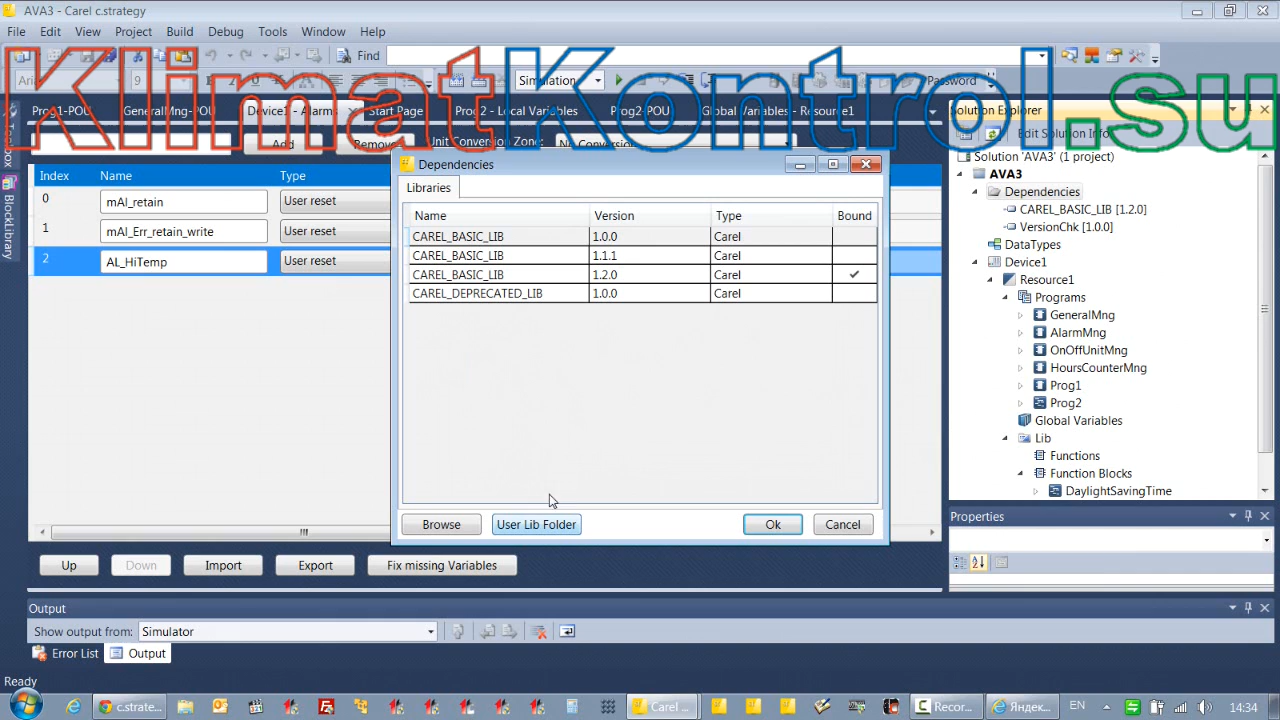 AVA3 - Carel c.strategy
File Edit View Project Build Debug Tools Window Help
Find
KlimatKontrol.su
Simulation Password
Prog1-POU GeneralMng-POU Device1 - Alarms Start Page Prog2 - Local Variables Prog2-POU Global Variables - Resource1
Add Remove Unit Conversion Zone:
Index Name Type
0 mAI_retain User reset
1 mAI_Err_retain_write User reset
2 AL_HiTemp User reset
Dependencies
Libraries
Name Version Type Bound
CAREL_BASIC_LIB 1.0.0 Carel
CAREL_BASIC_LIB 1.1.1 Carel
CAREL_BASIC_LIB 1.2.0 Carel ✓
CAREL_DEPRECATED_LIB 1.0.0 Carel
Browse User Lib Folder Ok Cancel
Up Down Import Export Fix missing Variables
Solution Explorer
Edit Solution Info
Solution 'AVA3' (1 project)
AVA3
Dependencies
CAREL_BASIC_LIB [1.2.0]
VersionChk [1.0.0]
DataTypes
Device1
Resource1
Programs
GeneralMng
AlarmMng
OnOffUnitMng
HoursCounterMng
Prog1
Prog2
Global Variables
Lib
Functions
Function Blocks
DaylightSavingTime
Properties
Output
Show output from: Simulator
Error List Output
Ready
c.strate... Carel ... Recor... Яндек... EN 14:34